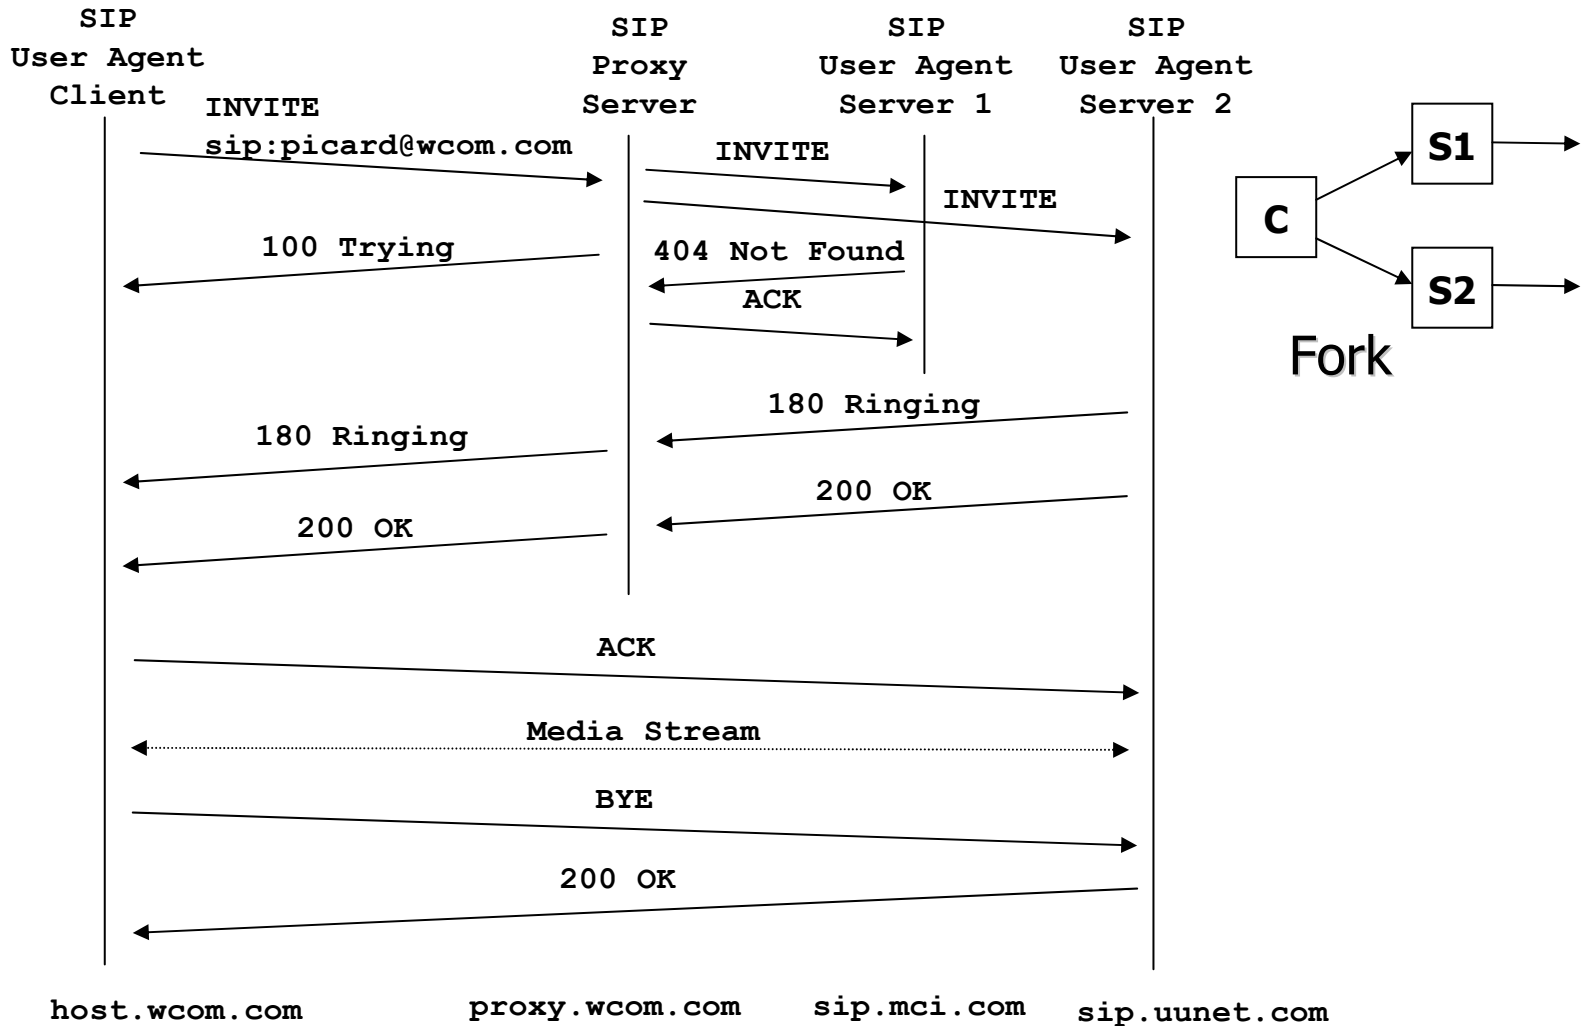 SIP
User Agent
Client
SIP
Proxy
Server
SIP
User Agent
Server 1
SIP
User Agent
Server 2
INVITE
sip:picard@wcom.com
INVITE
INVITE
S1
C
S2
Fork
100 Trying
404 Not Found
ACK
180 Ringing
180 Ringing
200 OK
200 OK
ACK
Media Stream
BYE
200 OK
host.wcom.com
proxy.wcom.com
sip.mci.com
sip.uunet.com